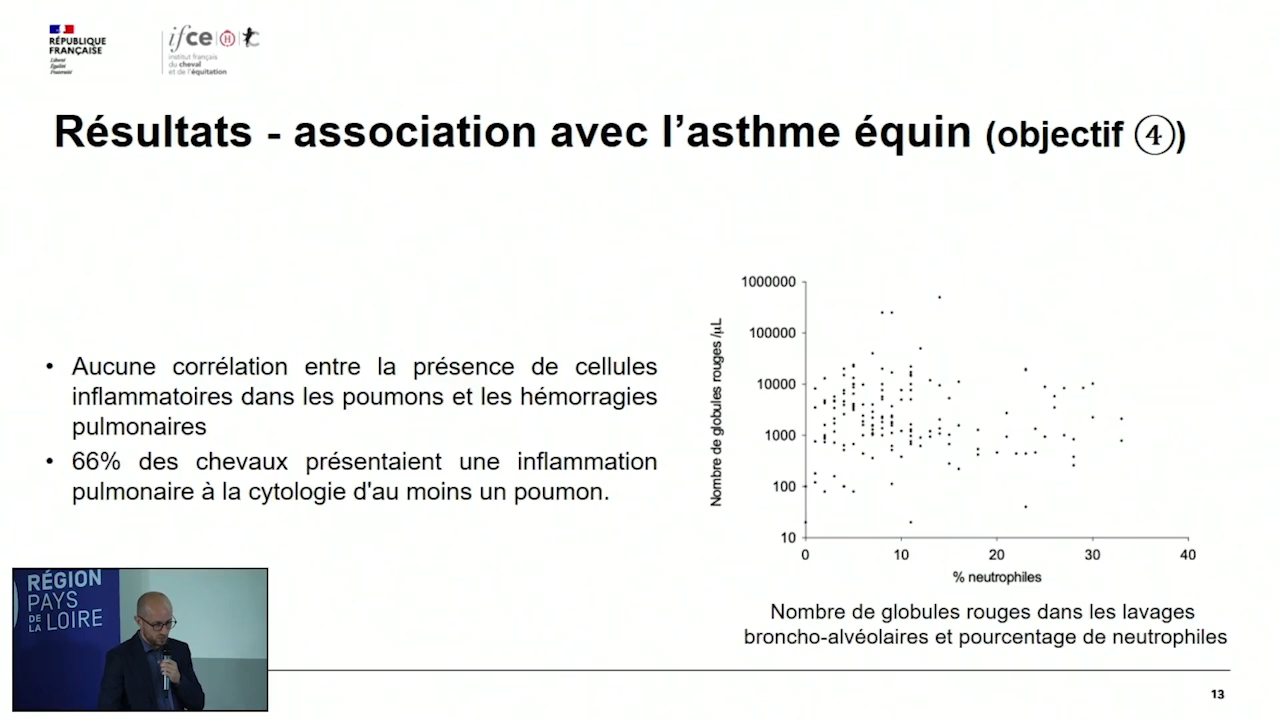 RÉPUBLIQUE
FRANÇAISE
Liberté
Égalité
Fraternité
ifce
institut français
du cheval
et de l'équitation
Résultats - association avec l'asthme équin (objectif ④)
• Aucune corrélation entre la présence de cellules
inflammatoires dans les poumons et les hémorragies
pulmonaires
• 66% des chevaux présentaient une inflammation
pulmonaire à la cytologie d'au moins un poumon.
Nombre de globules rouges /µL
1000000
100000
10000
1000
100
10
0
10
20
30
40
% neutrophiles
Nombre de globules rouges dans les lavages
broncho-alvéolaires et pourcentage de neutrophiles
RÉGION
PAYS
DE LA LOIRE
13